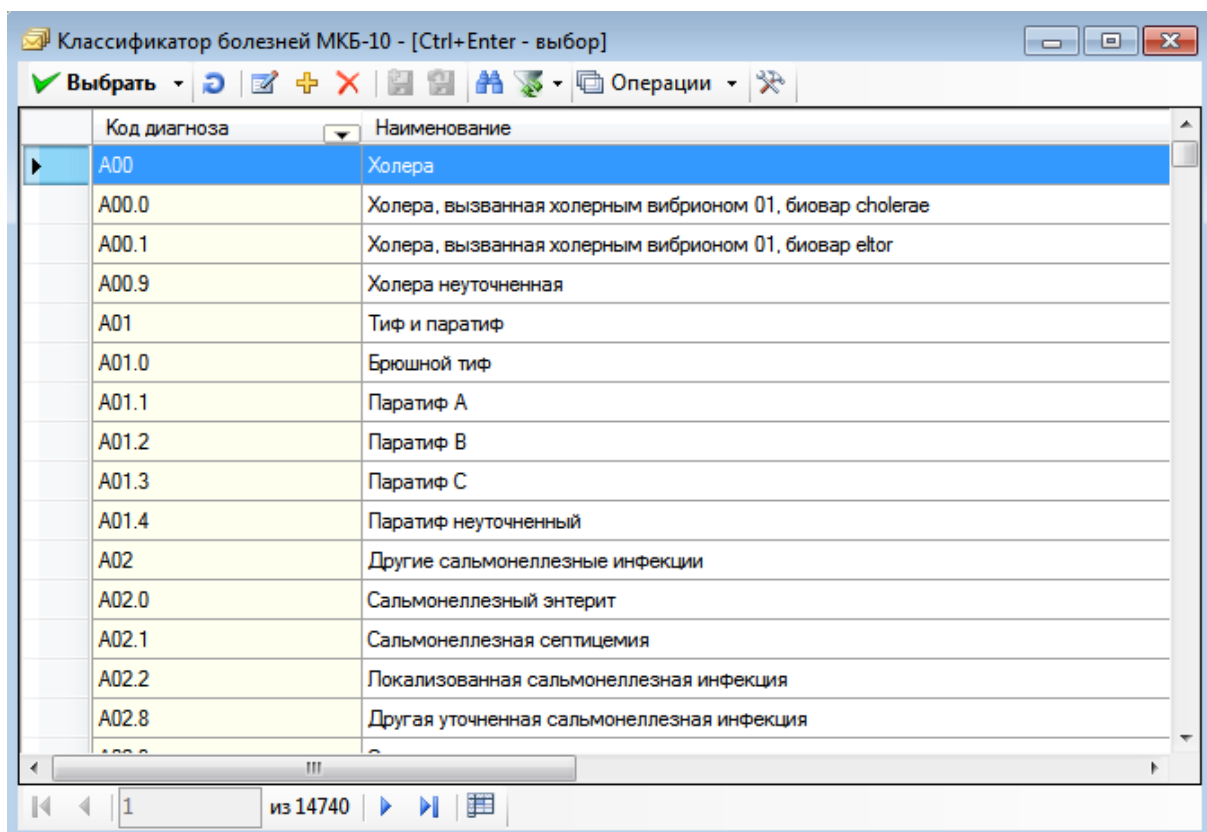 Классификатор болезней МКБ-10 - [Ctrl+Enter - выбор]
Выбрать Операции
Код диагноза Наименование
A00 Холера
A00.0 Холера, вызванная холерным вибрионом 01, биовар cholerae
A00.1 Холера, вызванная холерным вибрионом 01, биовар eltor
A00.9 Холера неуточненная
A01 Тиф и паратиф
A01.0 Брюшной тиф
A01.1 Паратиф A
A01.2 Паратиф B
A01.3 Паратиф C
A01.4 Паратиф неуточненный
A02 Другие сальмонеллезные инфекции
A02.0 Сальмонеллезный энтерит
A02.1 Сальмонеллезная септицемия
A02.2 Локализованная сальмонеллезная инфекция
A02.8 Другая уточненная сальмонеллезная инфекция
1 из 14740